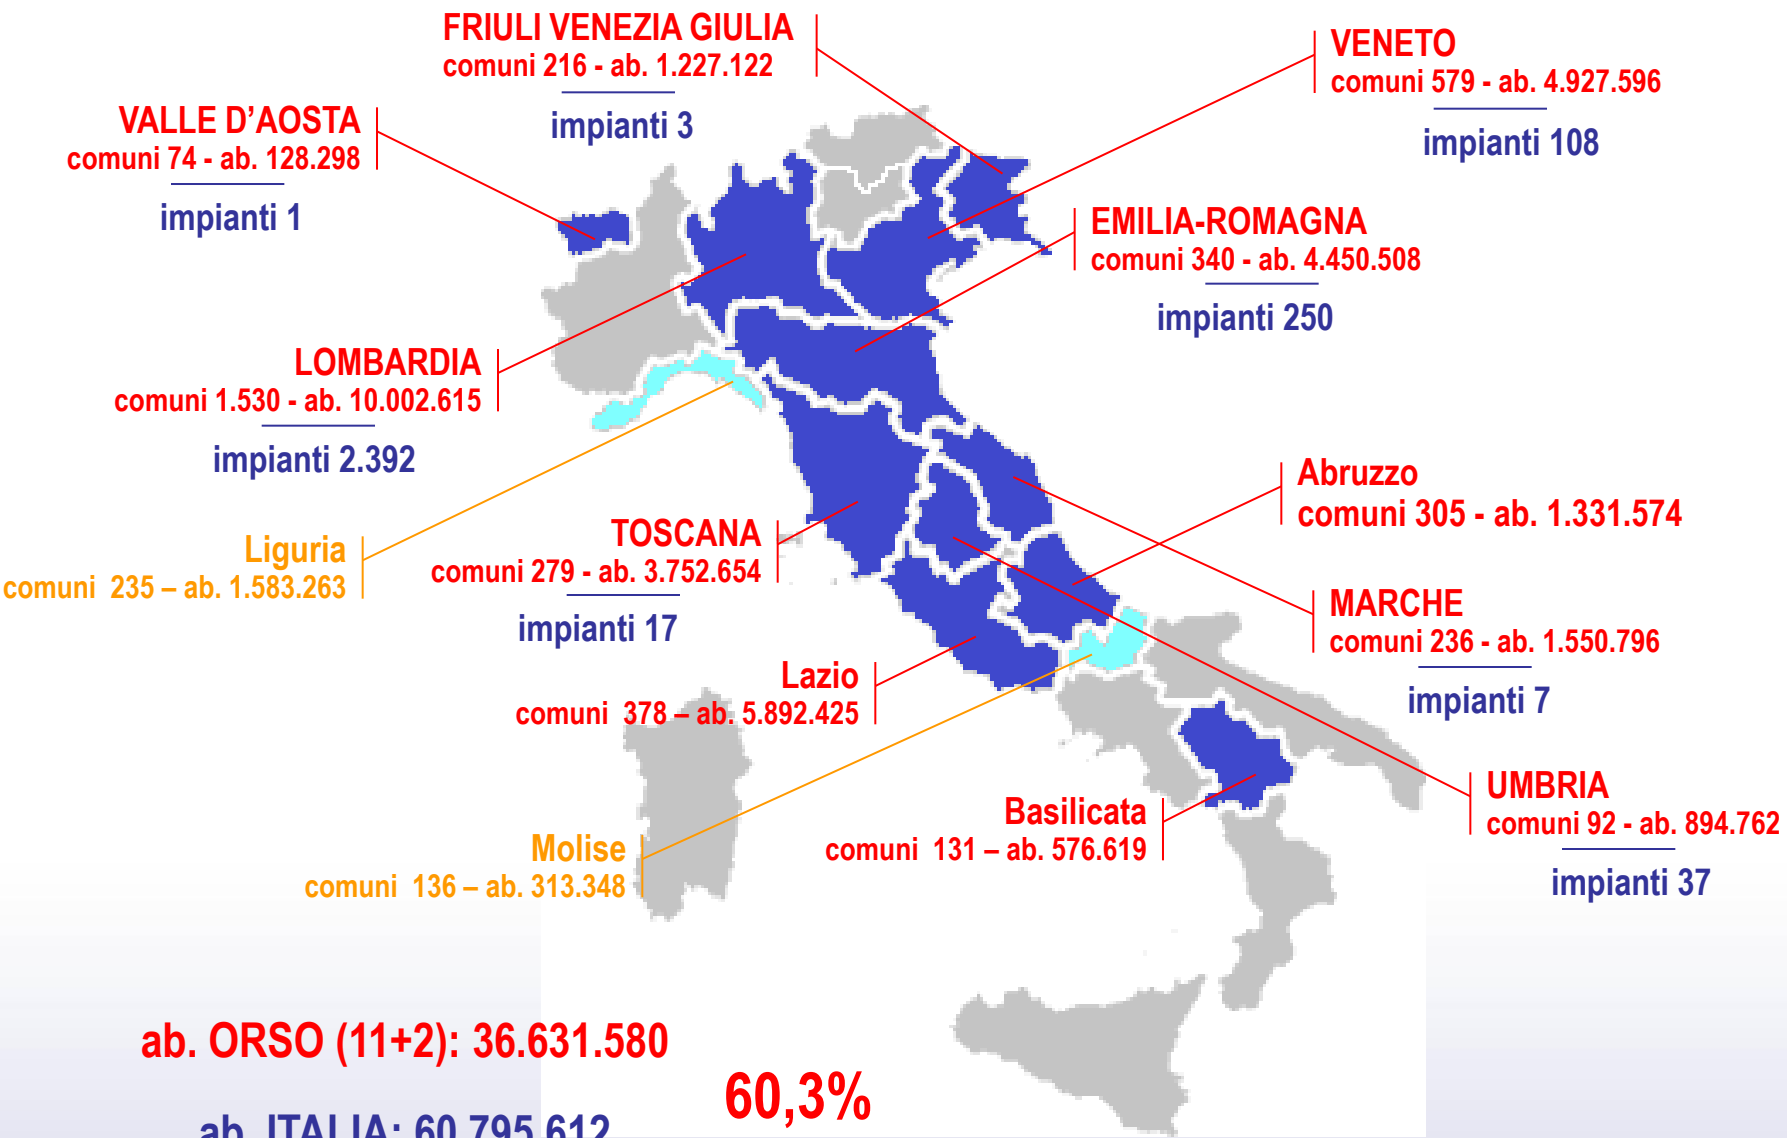 FRIULI VENEZIA GIULIA
comuni 216 - ab. 1.227.122
impianti 3
VENETO
comuni 579 - ab. 4.927.596
impianti 108
VALLE D'AOSTA
comuni 74 - ab. 128.298
impianti 1
EMILIA-ROMAGNA
comuni 340 - ab. 4.450.508
impianti 250
LOMBARDIA
comuni 1.530 - ab. 10.002.615
impianti 2.392
Abruzzo
comuni 305 - ab. 1.331.574
Liguria
comuni 235 – ab. 1.583.263
TOSCANA
comuni 279 - ab. 3.752.654
impianti 17
MARCHE
comuni 236 - ab. 1.550.796
impianti 7
Lazio
comuni 378 – ab. 5.892.425
UMBRIA
comuni 92 - ab. 894.762
impianti 37
Basilicata
comuni 131 – ab. 576.619
Molise
comuni 136 – ab. 313.348
ab. ORSO (11+2): 36.631.580
60,3%
ab. ITALIA: 60.795.612